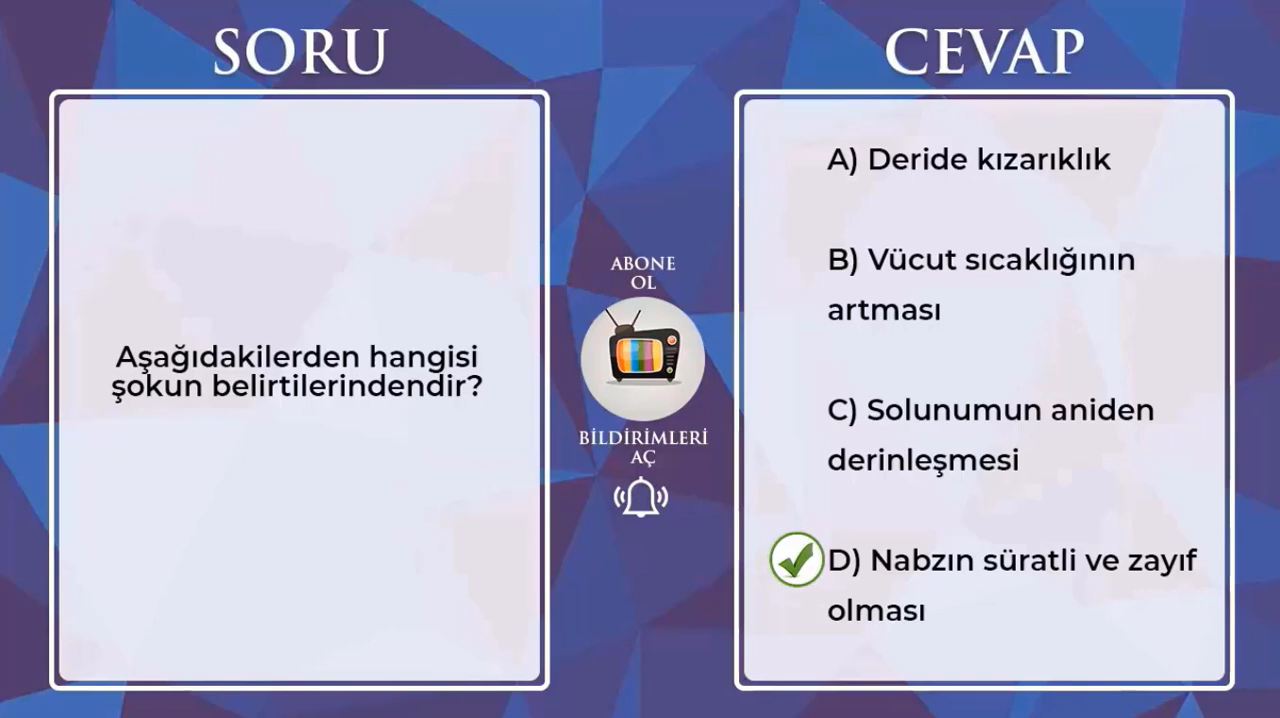 SORU
Aşağıdakilerden hangisi
şokun belirtilerindendir?
ABONE
OL
BİLDİRİMLERİ
AÇ
CEVAP
A) Deride kızarıklık
B) Vücut sıcaklığının
artması
C) Solunumun aniden
derinleşmesi
D) Nabzın süratli ve zayıf
olması